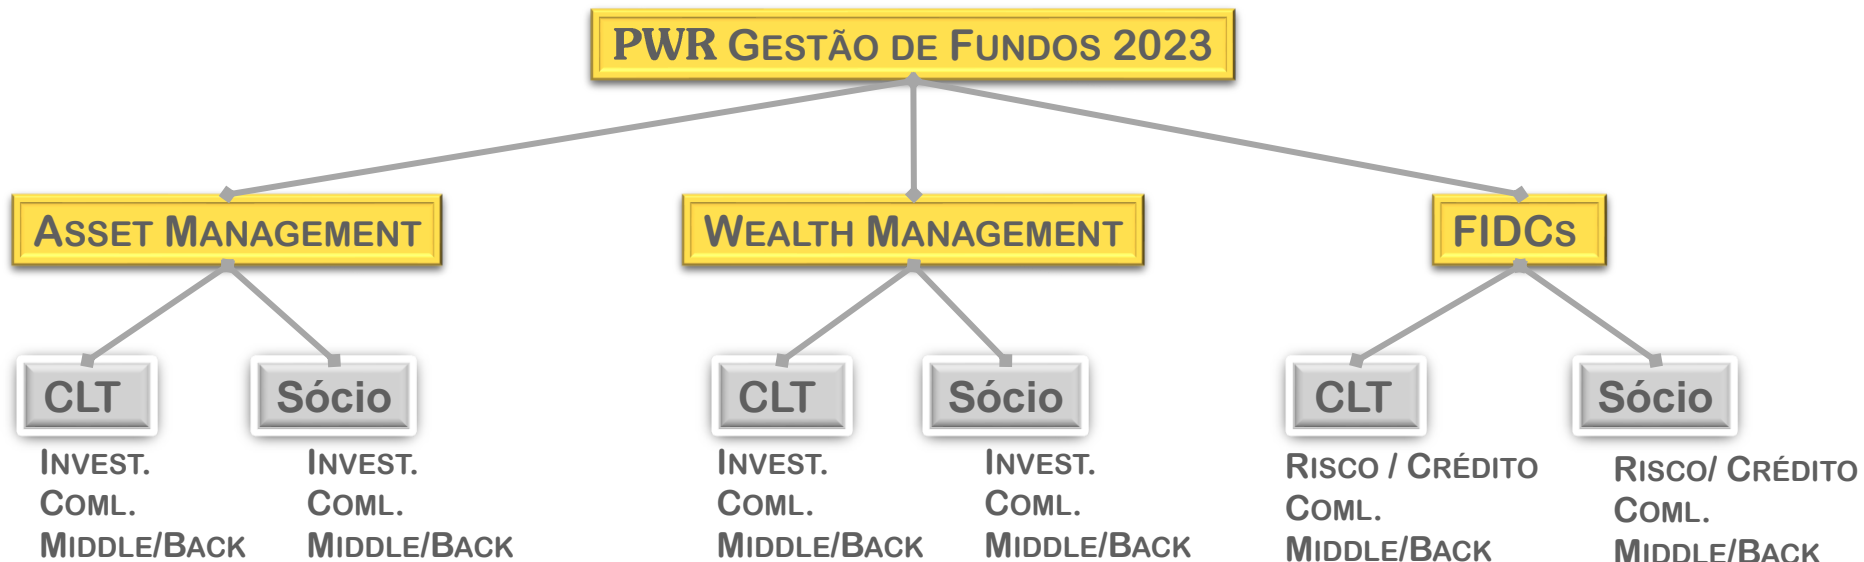 PWR GESTÃO DE FUNDOS 2023
ASSET MANAGEMENT
WEALTH MANAGEMENT
FIDCS
CLT
Sócio
CLT
Sócio
CLT
Sócio
INVEST.
COML.
MIDDLE/BACK
INVEST.
COML.
MIDDLE/BACK
INVEST.
COML.
MIDDLE/BACK
INVEST.
COML.
MIDDLE/BACK
RISCO / CRÉDITO
COML.
MIDDLE/BACK
RISCO/ CRÉDITO
COML.
MIDDLE/BACK